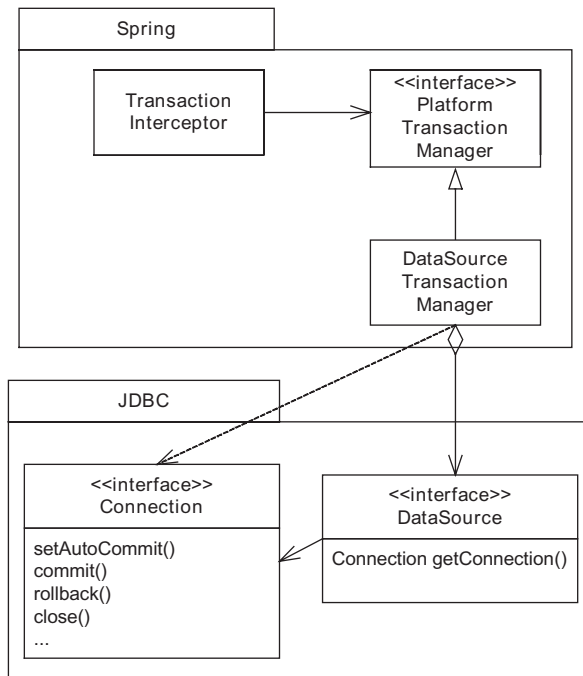 Spring
Transaction
Interceptor
<<interface>>
Platform
Transaction
Manager
DataSource
Transaction
Manager
JDBC
<<interface>>
Connection
setAutoCommit()
commit()
rollback()
close()
...
<<interface>>
DataSource
Connection getConnection()